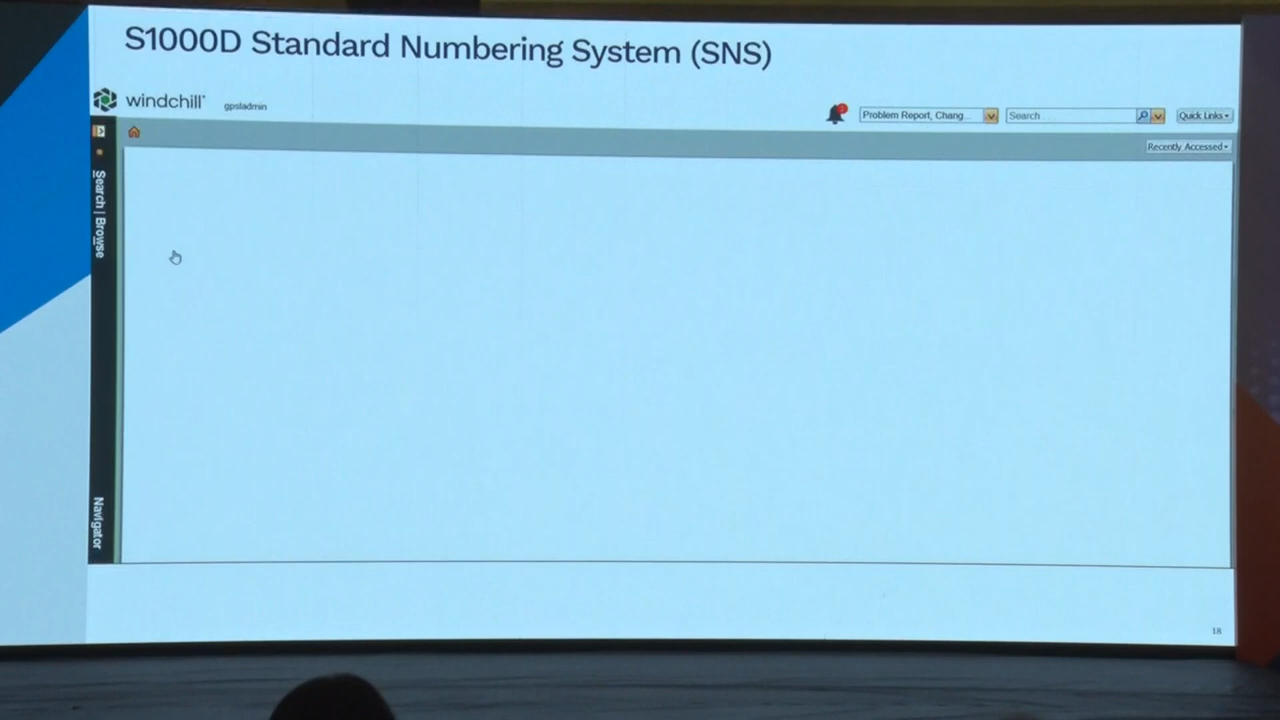 S1000D Standard Numbering System (SNS)
windchill
gpsladmin
Problem Report, Chang...
Search
Quick Links
Recently Accessed
Search | Browse
Navigator
18